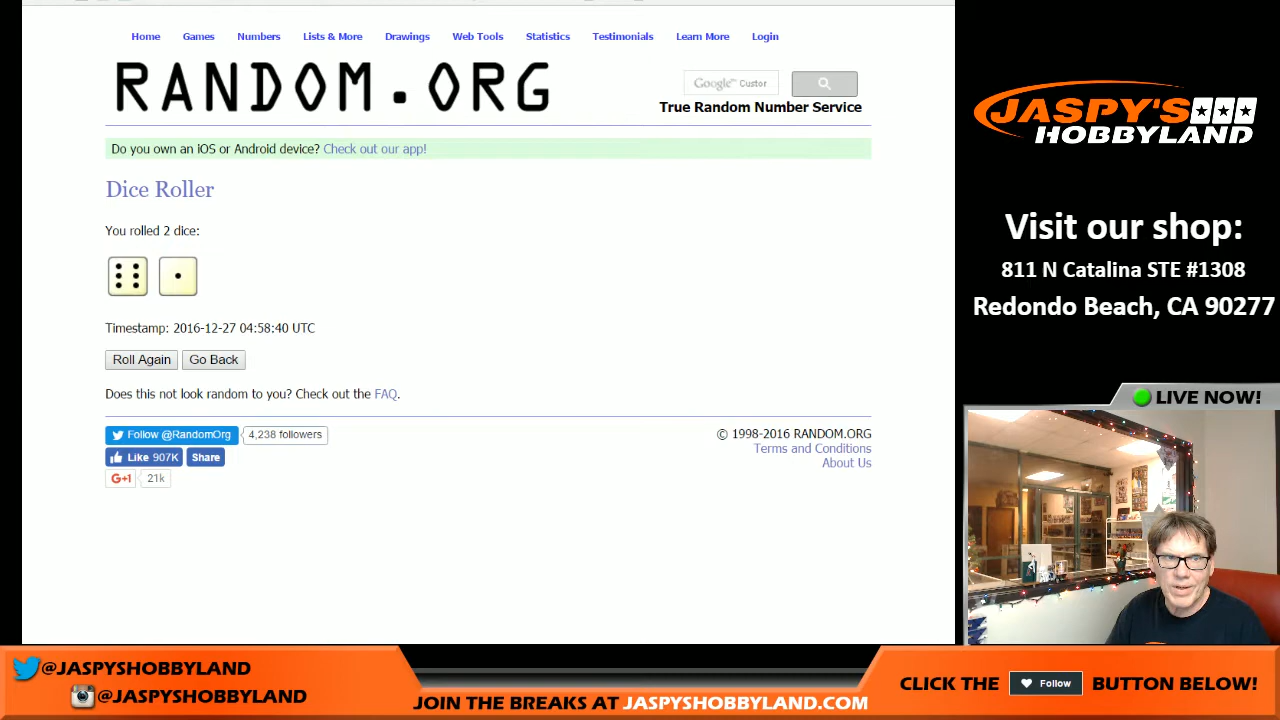 Home Games Numbers Lists & More Drawings Web Tools Statistics Testimonials Learn More Login
RANDOM.ORG
Google™ Custor
True Random Number Service
Do you own an iOS or Android device? Check out our app!
Dice Roller
You rolled 2 dice:
Timestamp: 2016-12-27 04:58:40 UTC
Roll Again Go Back
Does this not look random to you? Check out the FAQ.
Follow @RandomOrg 4,238 followers
Like 907K Share
G+1 21k
© 1998-2016 RANDOM.ORG
Terms and Conditions
About Us
JASPY'S
HOBBYLAND
Visit our shop:
811 N Catalina STE #1308
Redondo Beach, CA 90277
LIVE NOW!
@JASPYSHOBBYLAND
@JASPYSHOBBYLAND
JOIN THE BREAKS AT JASPYSHOBBYLAND.COM
CLICK THE Follow BUTTON BELOW!